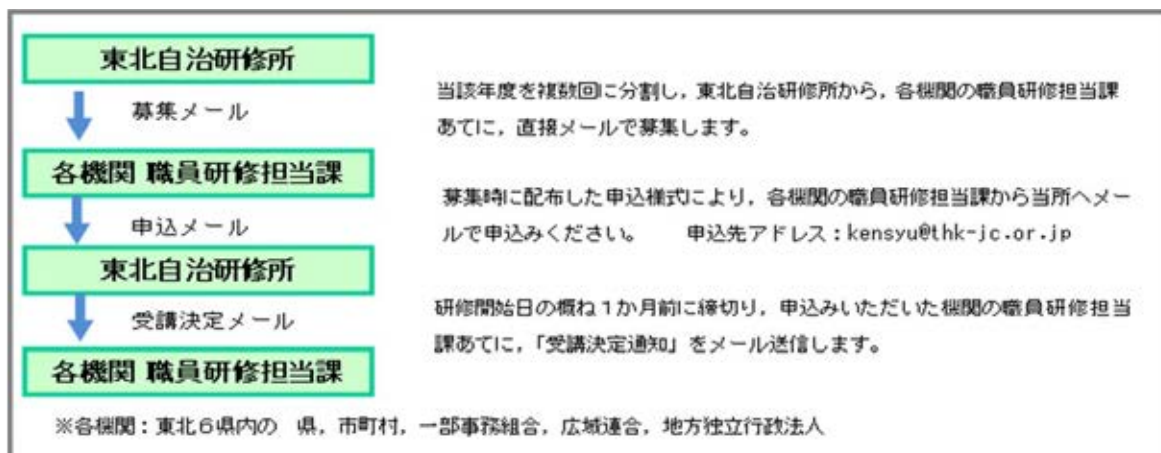 東北自治研修所
募集メール
当該年度を複数回に分割し，東北自治研修所から，各機関の職員研修担当課
あてに，直接メールで募集します。
各機関 職員研修担当課
申込メール
募集時に配布した申込様式により，各機関の職員研修担当課から当所へメー
ルで申込みください。　　申込先アドレス：kensyu@thk-jc.or.jp
東北自治研修所
受講決定メール
研修開始日の概ね１か月前に締切り，申込みいただいた機関の職員研修担当
課あてに，「受講決定通知」をメール送信します。
各機関 職員研修担当課
※各機関：東北６県内の　県，市町村，一部事務組合，広域連合，地方独立行政法人